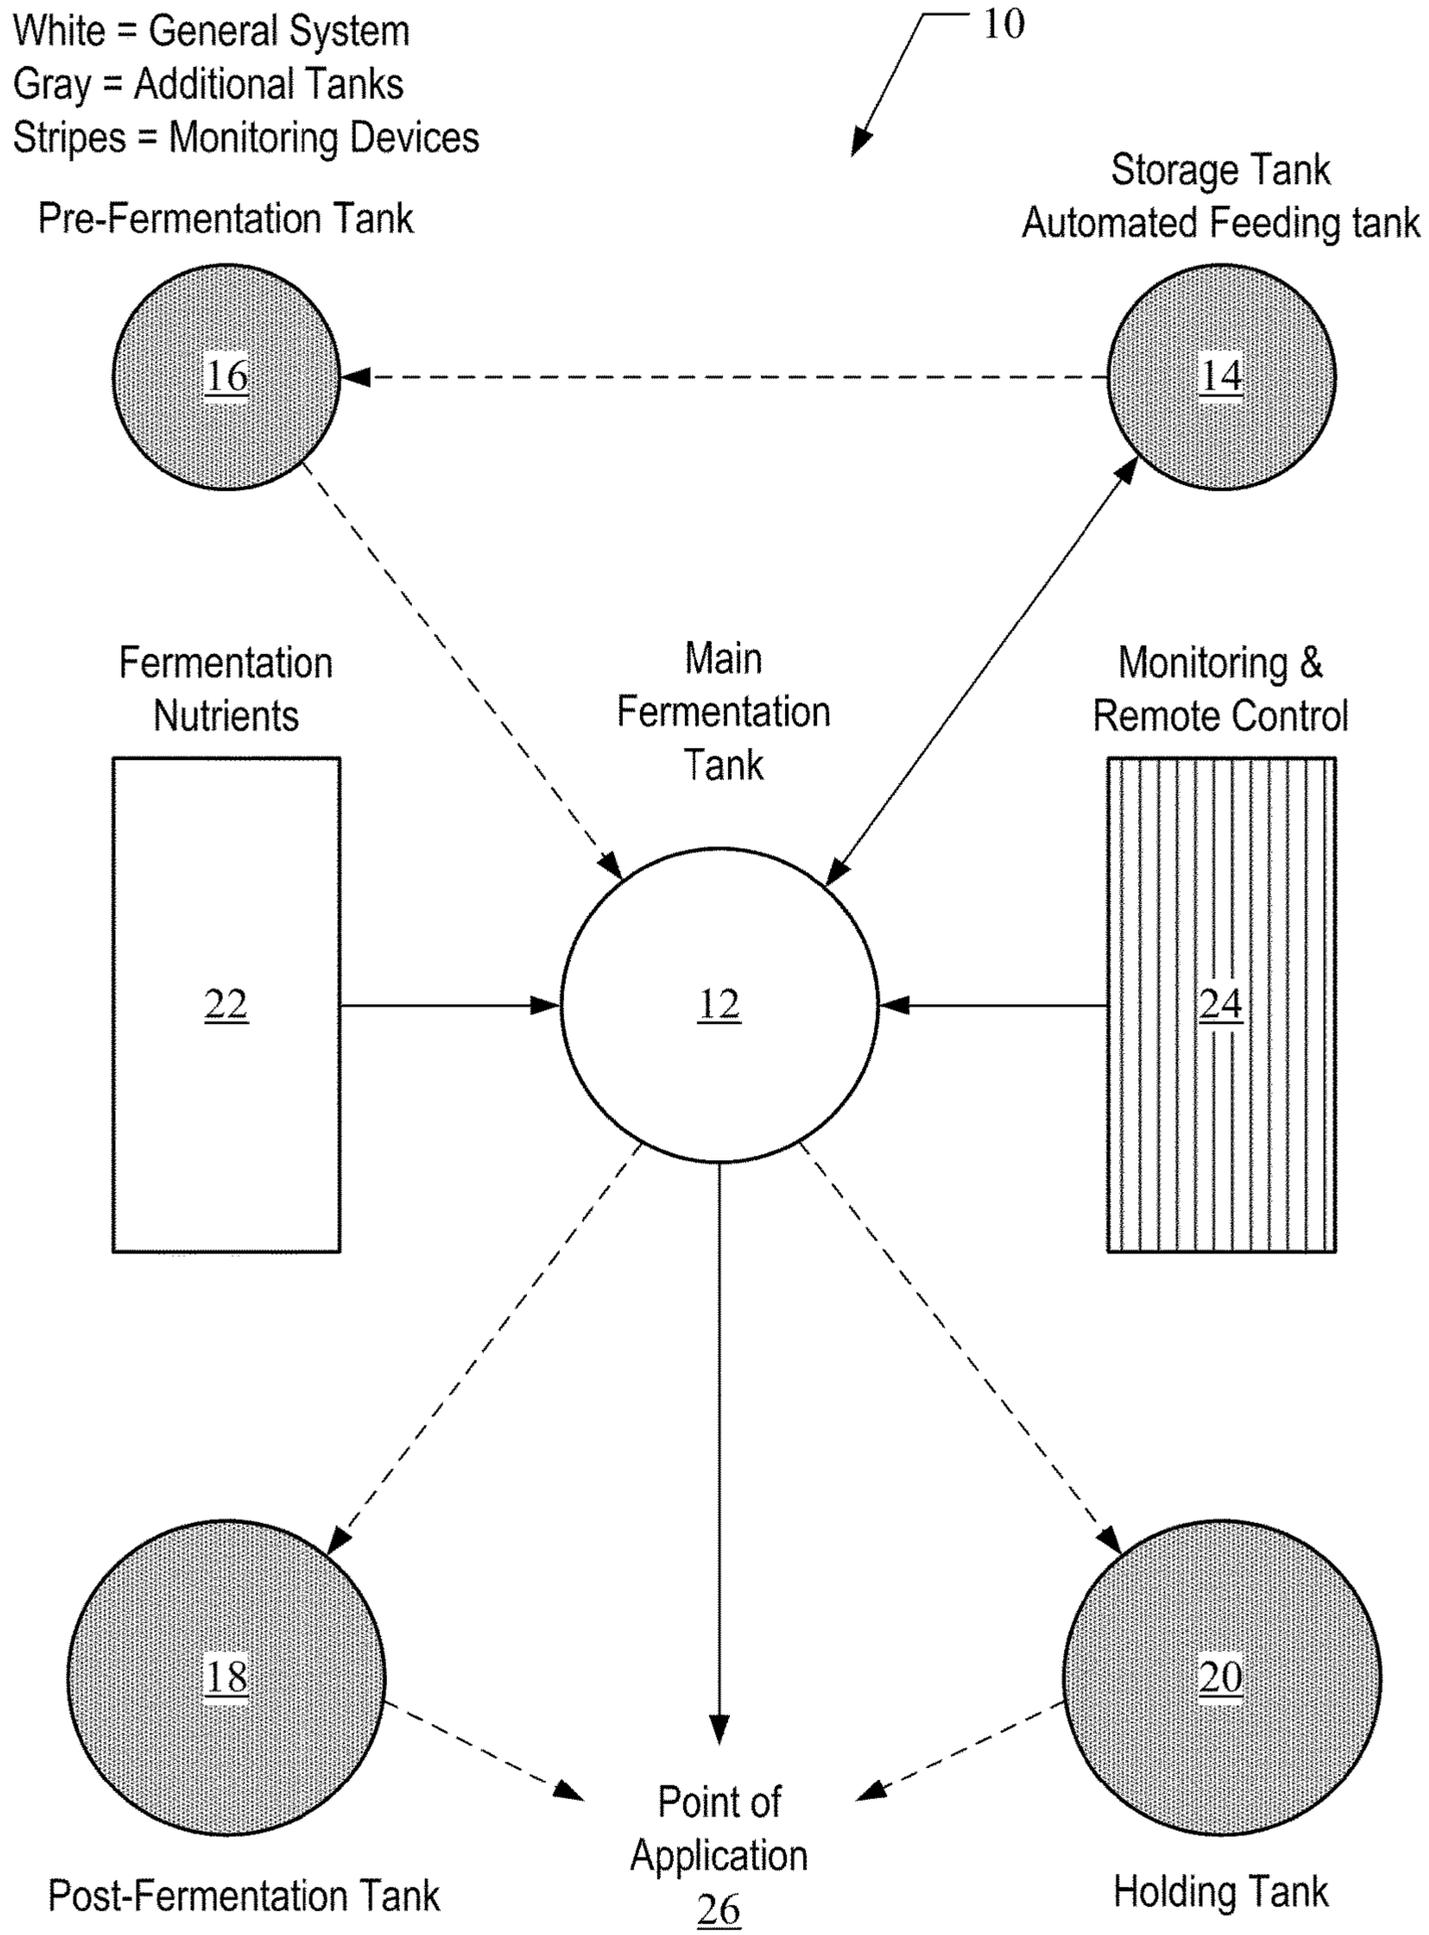 White = General System
Gray = Additional Tanks
Stripes = Monitoring Devices
10
Pre-Fermentation Tank
Storage Tank
Automated Feeding tank
16
14
Fermentation
Nutrients
Main
Fermentation
Tank
Monitoring &
Remote Control
22
12
24
18
20
Point of
Application
26
Post-Fermentation Tank
Holding Tank